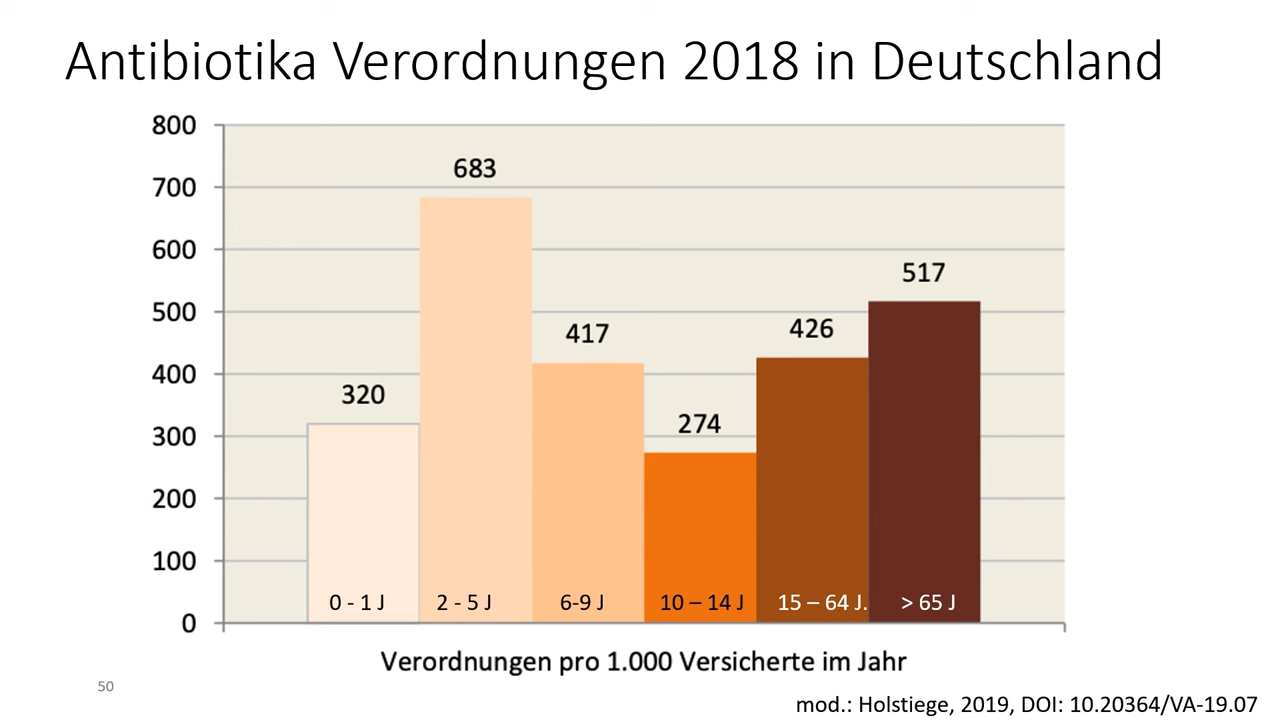 Antibiotika Verordnungen 2018 in Deutschland
800
700
600
500
400
300
200
100
0
320
683
417
274
426
517
0 - 1 J
2 - 5 J
6-9 J
10 – 14 J
15 – 64 J.
> 65 J
Verordnungen pro 1.000 Versicherte im Jahr
50
mod.: Holstiege, 2019, DOI: 10.20364/VA-19.07